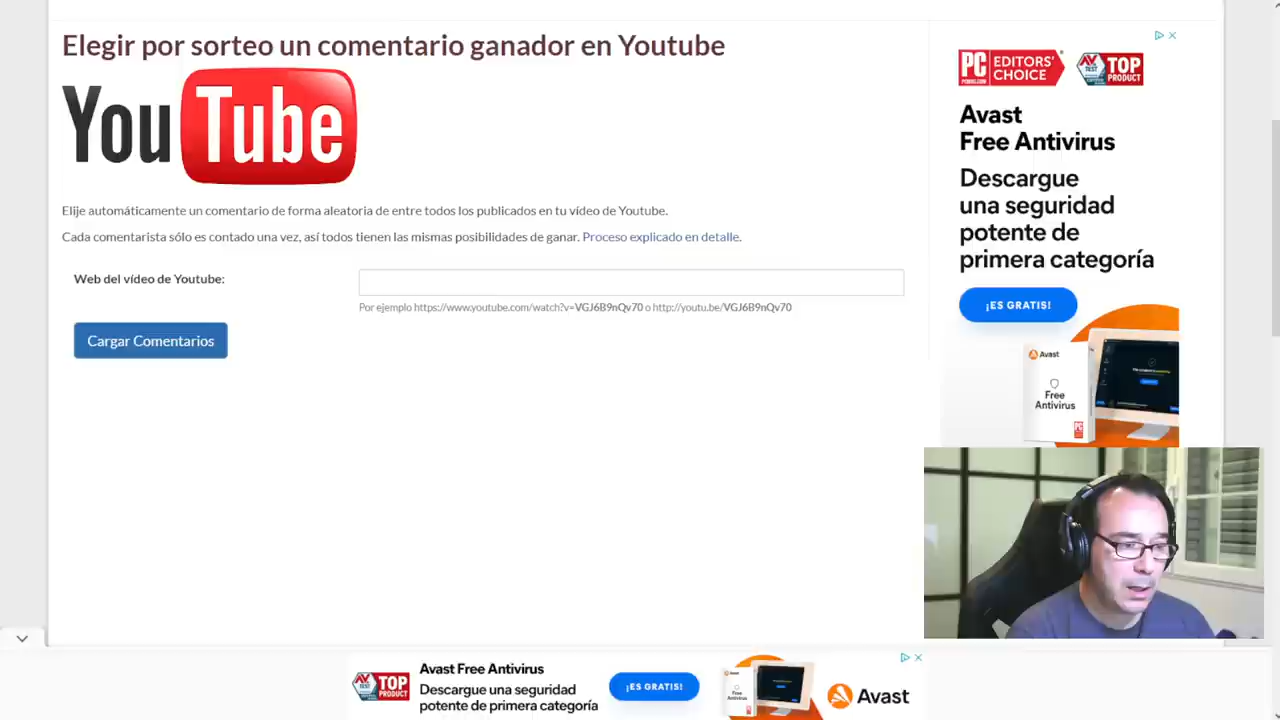 Elegir por sorteo un comentario ganador en Youtube
YouTube
Elije automáticamente un comentario de forma aleatoria de entre todos los publicados en tu vídeo de Youtube.
Cada comentarista sólo es contado una vez, así todos tienen las mismas posibilidades de ganar. Proceso explicado en detalle.
Web del vídeo de Youtube:
Por ejemplo https://www.youtube.com/watch?v=VGJ6B9nQv70 o http://youtu.be/VGJ6B9nQv70
Cargar Comentarios
PC EDITORS' CHOICE
TOP PRODUCT
Avast
Free Antivirus
Descargue
una seguridad
potente de
primera categoría
¡ES GRATIS!
Avast
Free
Antivirus
TOP PRODUCT
Avast Free Antivirus
Descargue una seguridad
potente de primera categoría
¡ES GRATIS!
Avast